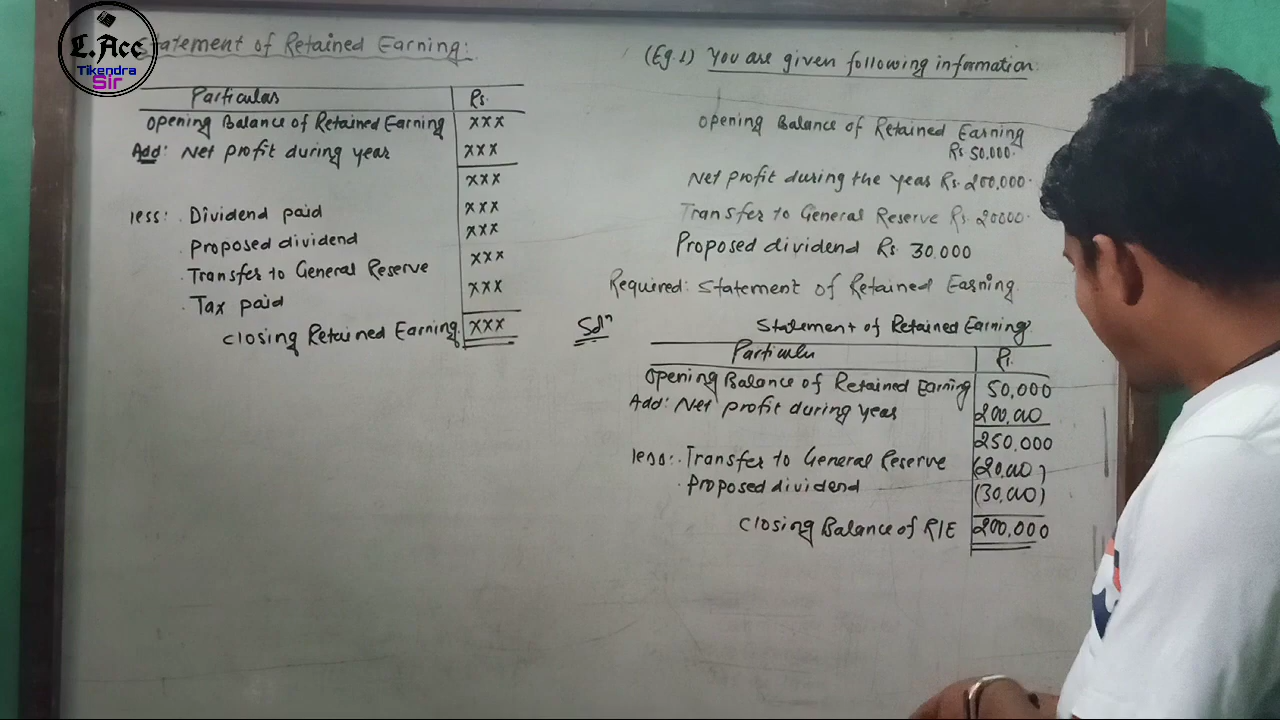 L.Acc
Tikendra
Sir
Statement of Retained Earning:
Particulas
Rs.
Opening Balance of Retained Earning
xxx
Add: Net profit during year
xxx
xxx
less: . Dividend paid
xxx
. Proposed dividend
xxx
. Transfer to General Reserve
xxx
. Tax paid
xxx
Closing Retained Earning
xxx
(Eg.1) You are given following information:
Opening Balance of Retained Earning
Rs 50,000.
Net profit during the year Rs. 200,000.
Transfer to General Reserve Rs. 20000.
Proposed dividend Rs. 30,000
Required: Statement of Retained Earning.
Solⁿ
Statement of Retained Earning.
Particulu
Rs.
Opening Balance of Retained Earning
50,000
Add: Net profit during year
200,000
250,000
less: . Transfer to General Reserve
(20,000)
. Proposed dividend
(30,000)
Closing Balance of R/E
200,000